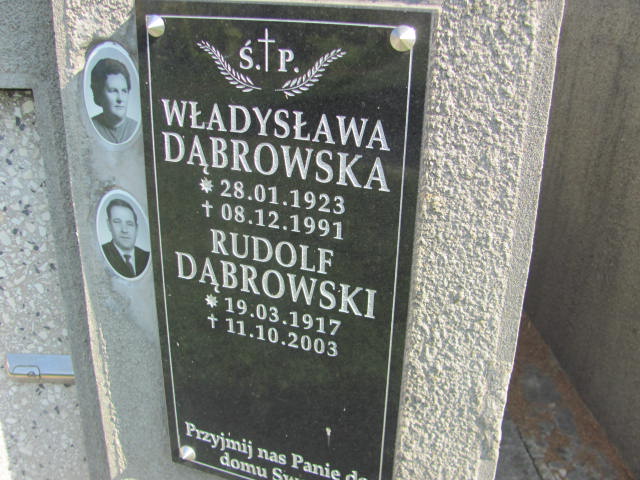 Ś.†P.
WŁADYSŁAWA
DĄBROWSKA
* 28.01.1923
† 08.12.1991
RUDOLF
DĄBROWSKI
* 19.03.1917
† 11.10.2003
Przyjmij nas Panie do
domu